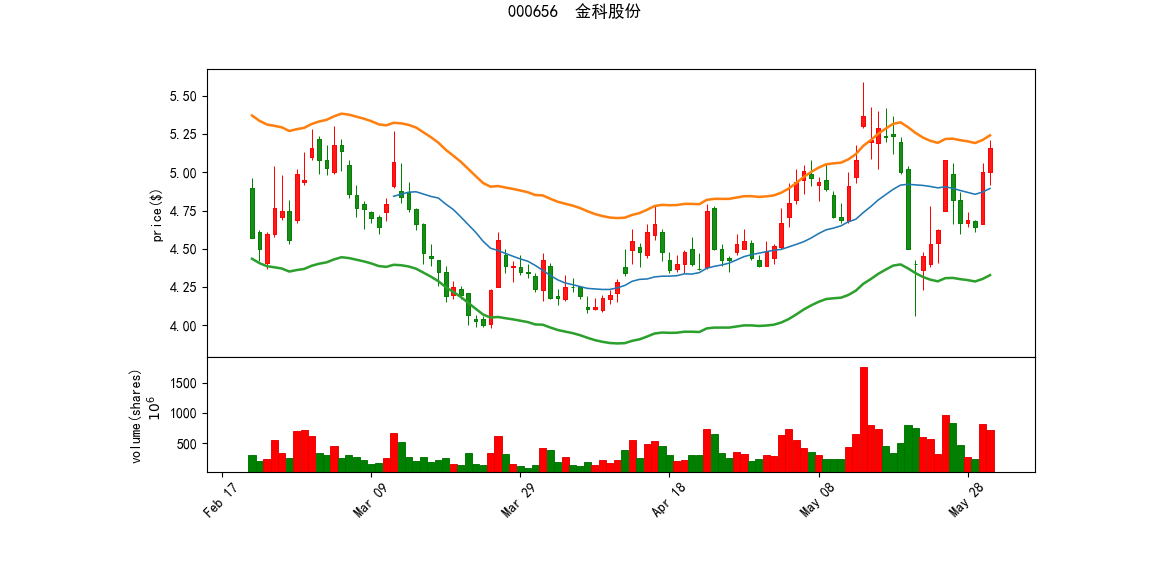 000656 金科股份
price($)
5.50
5.25
5.00
4.75
4.50
4.25
4.00
volume(shares)
10^6
1500
1000
500
Feb 17
Mar 09
Mar 29
Apr 18
May 08
May 28